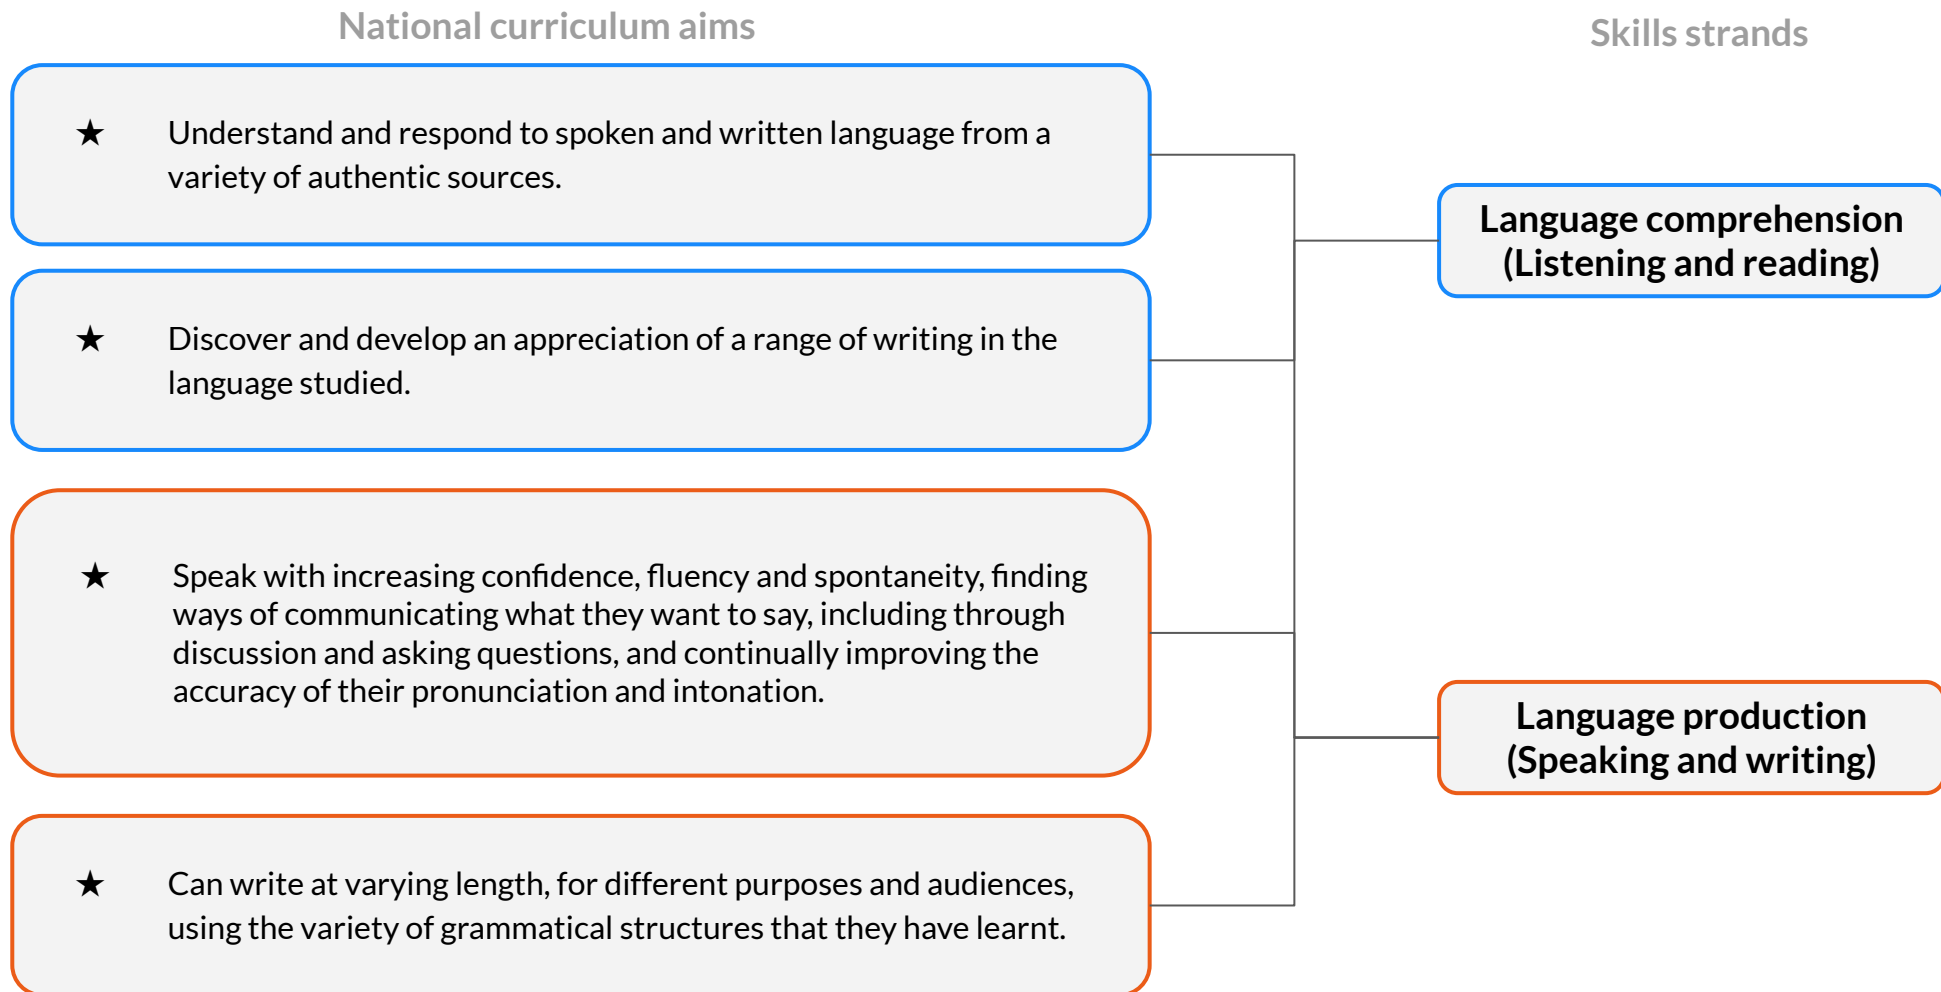 National curriculum aims
Skills strands
★ Understand and respond to spoken and written language from a
variety of authentic sources.
Language comprehension
(Listening and reading)
★ Discover and develop an appreciation of a range of writing in the
language studied.
★ Speak with increasing confidence, fluency and spontaneity, finding
ways of communicating what they want to say, including through
discussion and asking questions, and continually improving the
accuracy of their pronunciation and intonation.
Language production
(Speaking and writing)
★ Can write at varying length, for different purposes and audiences,
using the variety of grammatical structures that they have learnt.